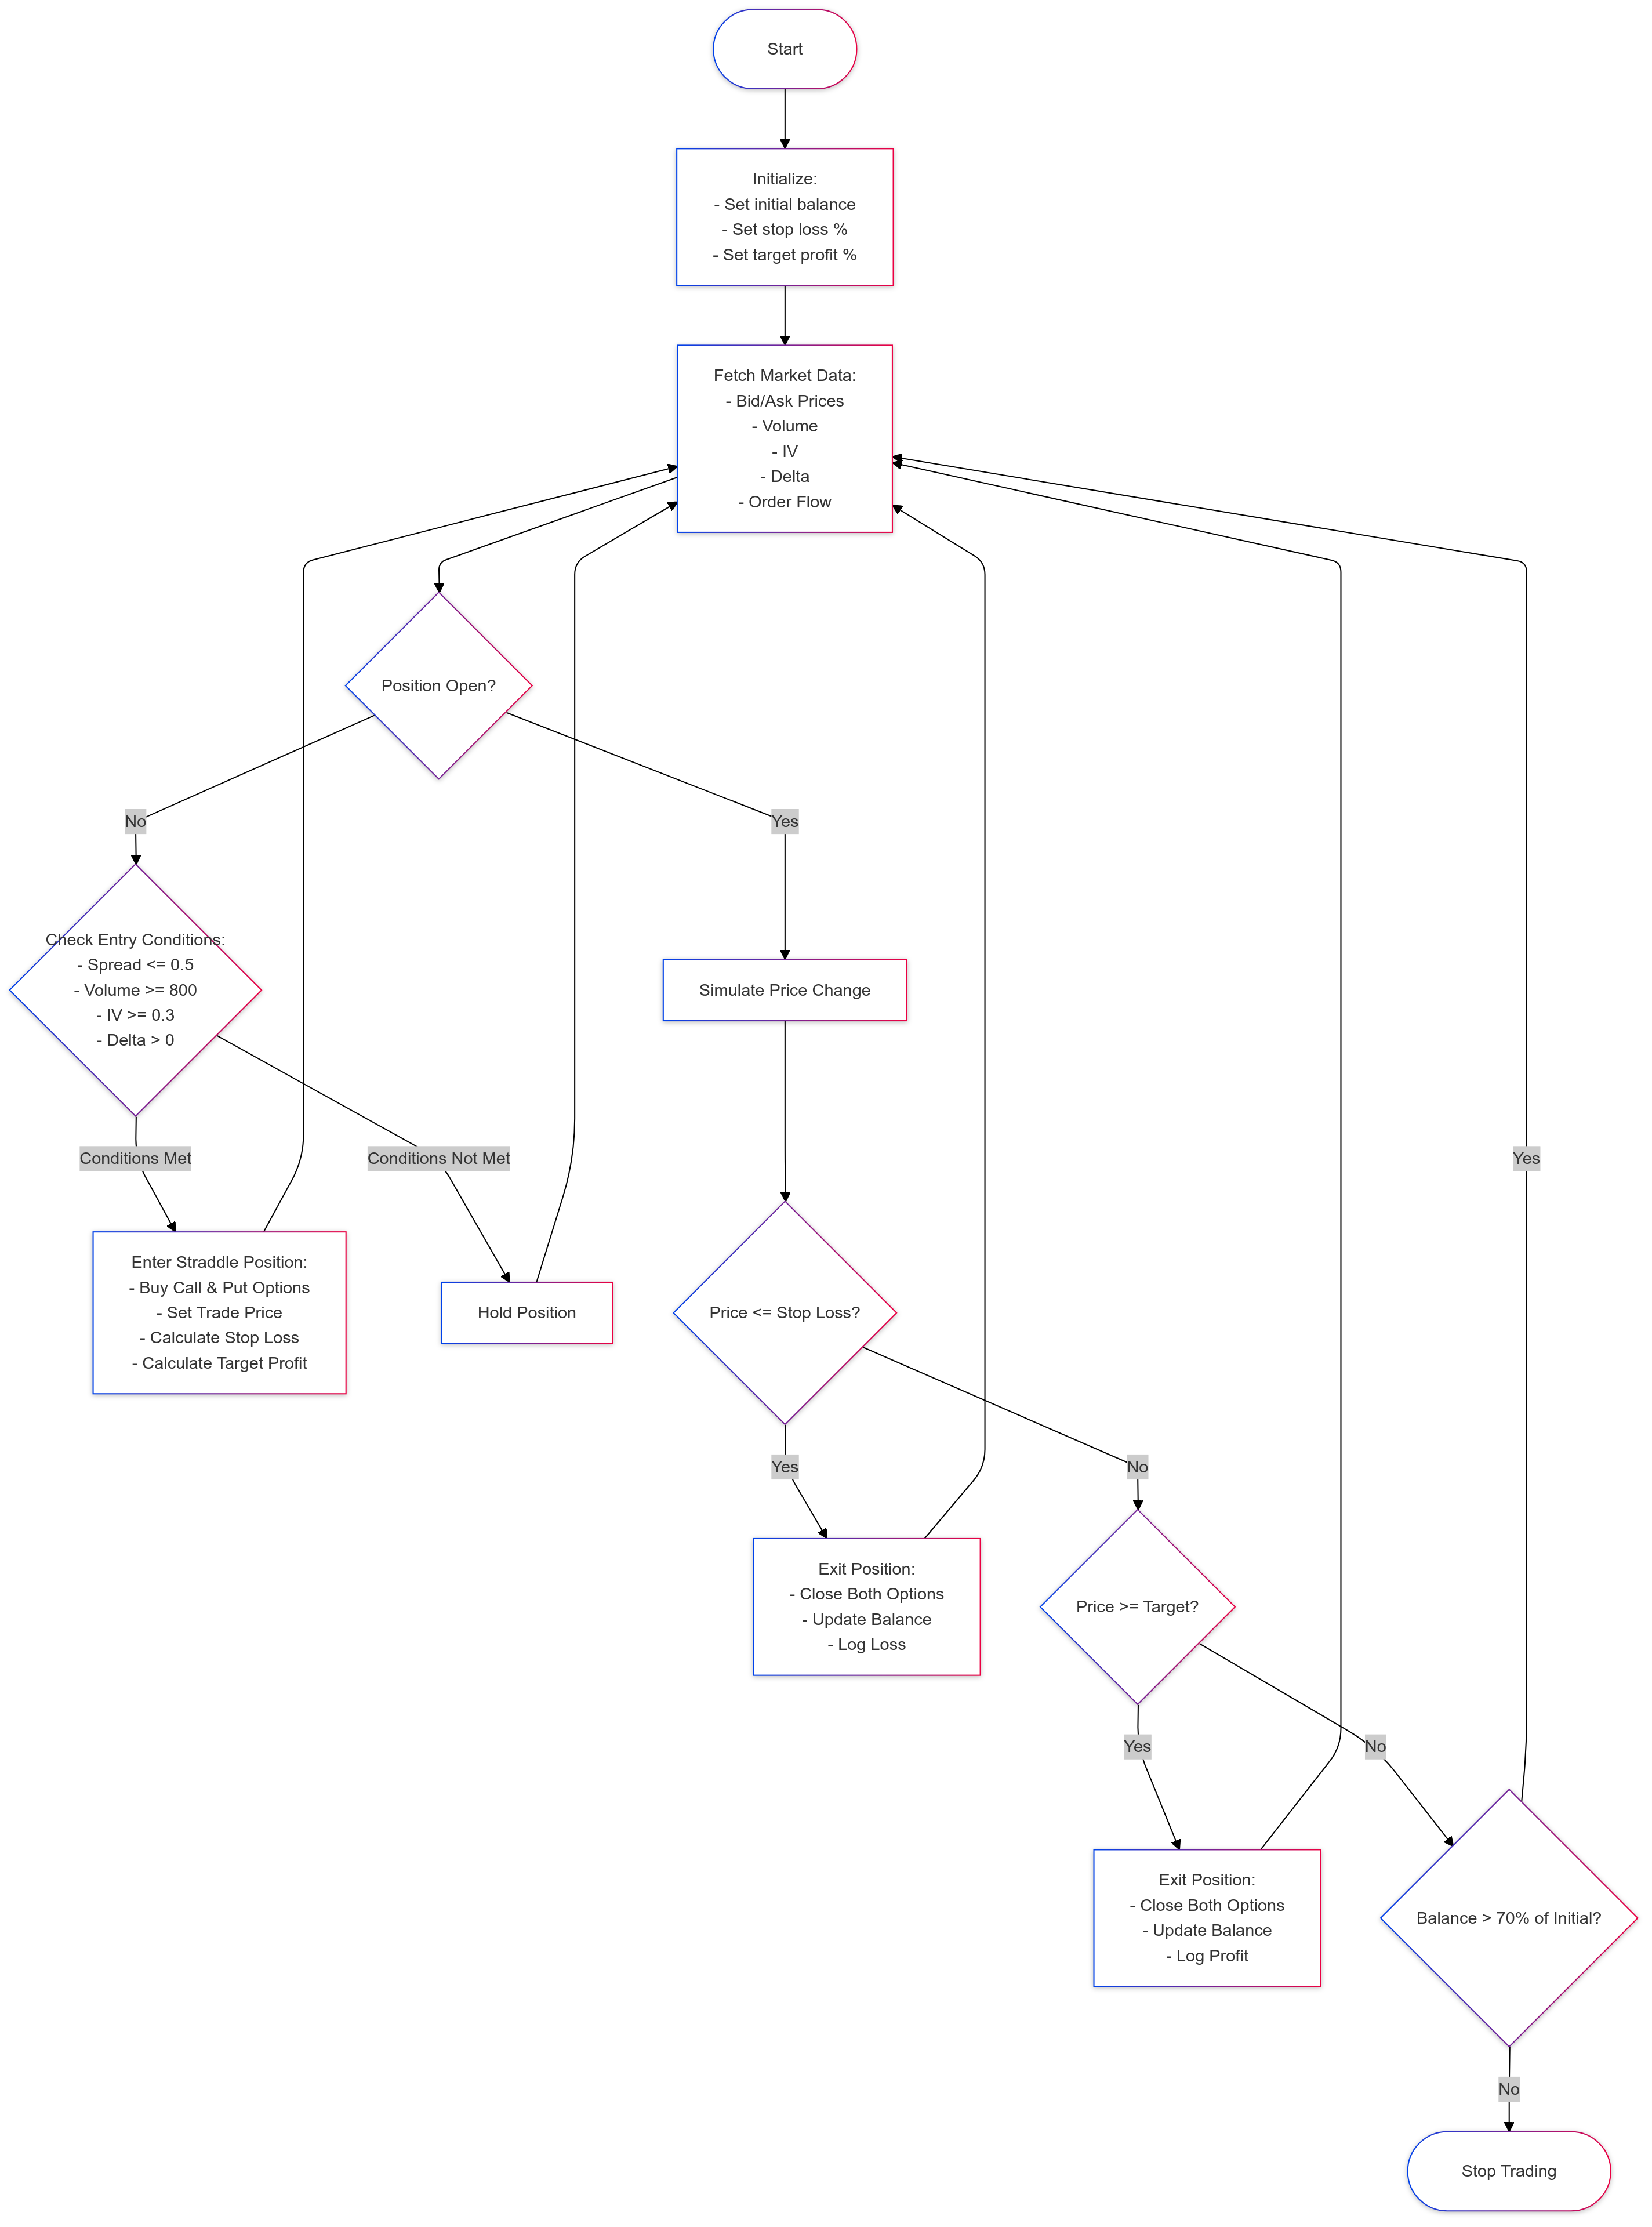 Start
Initialize:
- Set initial balance
- Set stop loss %
- Set target profit %
Fetch Market Data:
- Bid/Ask Prices
- Volume
- IV
- Delta
- Order Flow
Position Open?
No
Yes
Check Entry Conditions:
- Spread <= 0.5
- Volume >= 800
- IV >= 0.3
- Delta > 0
Simulate Price Change
Conditions Met
Conditions Not Met
Yes
Enter Straddle Position:
- Buy Call & Put Options
- Set Trade Price
- Calculate Stop Loss
- Calculate Target Profit
Hold Position
Price <= Stop Loss?
Yes
No
Exit Position:
- Close Both Options
- Update Balance
- Log Loss
Price >= Target?
Yes
No
Exit Position:
- Close Both Options
- Update Balance
- Log Profit
Balance > 70% of Initial?
No
Stop Trading